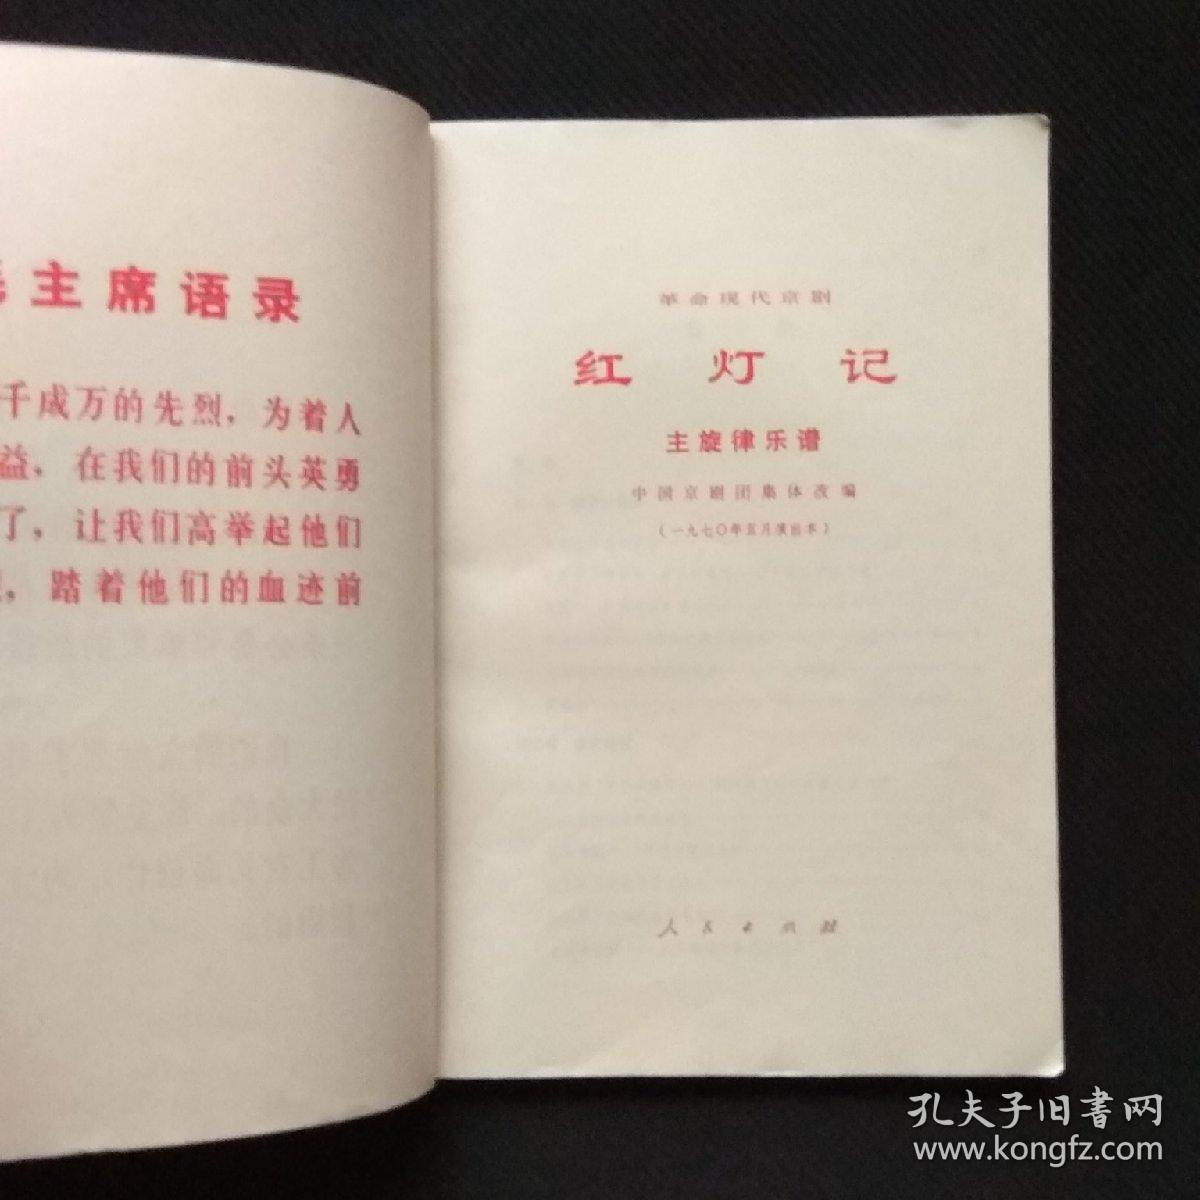 主席语录
千成万的先烈，为着人
益，在我们的前头英勇
了，让我们高举起他们
，踏着他们的血迹前
革命现代京剧
红灯记
主旋律乐谱
中国京剧团集体改编
(一九七〇年五月演出本)
人民出版社
孔夫子旧书网
www.kongfz.com